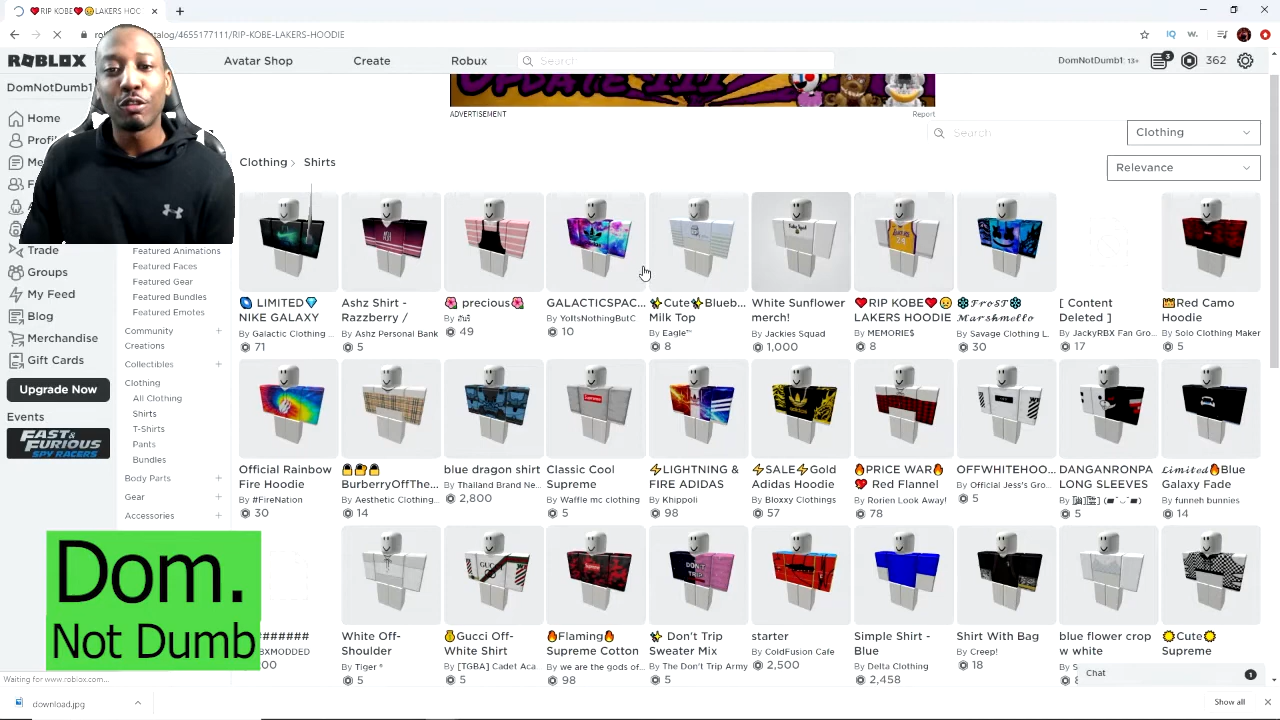 ❤️RIP KOBE❤️😥LAKERS HOC
/4655177111/RIP-KOBE-LAKERS-HOODIE
IQ
W.
ROBLOX
Avatar Shop
Create
Robux
Search
DomNotDumb1: 13+
3
362
UPDATE III
ADVERTISEMENT
Report
DomNotDumb1
Home
Trade
Groups
My Feed
Blog
Merchandise
Gift Cards
Upgrade Now
Events
FAST & FURIOUS
SPY RACERS
Search
Clothing
Clothing > Shirts
Relevance
Featured Animations
Featured Faces
Featured Gear
Featured Bundles
Featured Emotes
Community
Creations
Collectibles
Clothing
All Clothing
Shirts
T-Shirts
Pants
Bundles
Body Parts
Gear
Accessories
LIMITED💎
NIKE GALAXY
By Galactic Clothing ...
71
Ashz Shirt -
Razzberry /
By Ashz Personal Bank
5
🌸 precious🌸
49
GALACTICSPAC...
By YoItsNothingButC
10
✨Cute✨Blueb...
Milk Top
By Eagle™
8
White Sunflower
merch!
By Jackies Squad
1,000
❤️RIP KOBE❤️😥
LAKERS HOODIE
By MEMORIE$
8
❄𝓕𝓻𝓸𝓢𝓣❄
𝓜𝓪𝓻𝓼𝓱𝓶𝓮𝓵𝓵𝓸
By Savage Clothing L.
30
[ Content
Deleted ]
By JackyRBX Fan Gro...
17
👑Red Camo
Hoodie
By Solo Clothing Maker
5
Official Rainbow
Fire Hoodie
By #FireNation
30
BurberryOffThe...
By Aesthetic Clothing...
14
blue dragon shirt
By Thailand Brand Ne...
2,800
Classic Cool
Supreme
By Waffle mc clothing
5
⚡LIGHTNING &
FIRE ADIDAS
By Khippoli
98
⚡SALE⚡Gold
Adidas Hoodie
By Bloxxy Clothings
57
🔥PRICE WAR🔥
💖 Red Flannel
By Rorien Look Away!
78
OFFWHITEHOO...
By Official Jess's Gro...
5
DANGANRONPA
LONG SLEEVES
5
𝓛𝓲𝓶𝓲𝓽𝓮𝓭🔥Blue
Galaxy Fade
By funneh bunnies
14
White Off-
Shoulder
By Tiger ®
5
💰Gucci Off-
White Shirt
By [TGBA] Cadet Aca...
5
🔥Flaming🔥
Supreme Cotton
By we are the gods of...
98
✨ Don't Trip
Sweater Mix
By The Don't Trip Army
5
starter
By ColdFusion Cafe
2,500
Simple Shirt -
Blue
By Delta Clothing
2,458
Shirt With Bag
By Creep!
18
blue flower crop
w white
Cute
Supreme
Dom.
Not Dumb
Waiting for www.roblox.com...
Chat
1
download.jpg
Show all